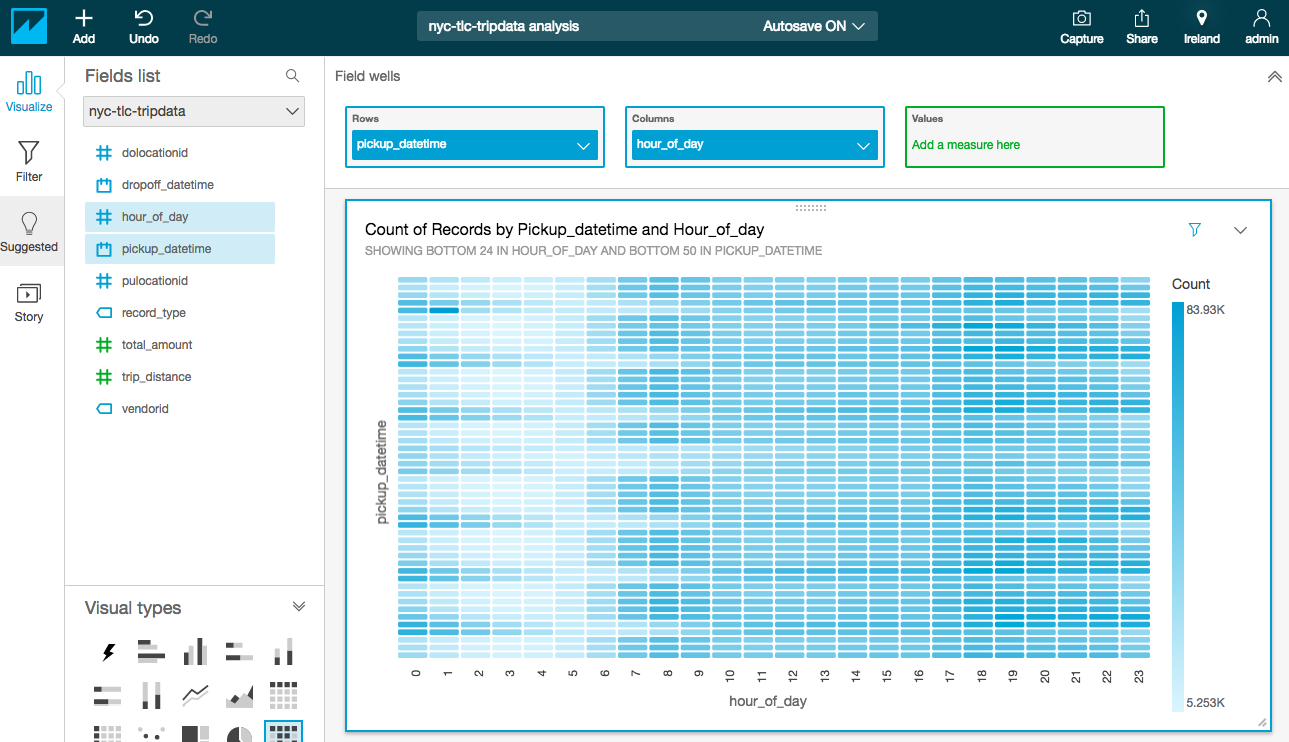 Add
Undo
Redo
nyc-tlc-tripdata analysis
Autosave ON
Capture
Share
Ireland
admin
Visualize
Filter
Suggested
Story
Fields list
nyc-tlc-tripdata
dolocationid
dropoff_datetime
hour_of_day
pickup_datetime
pulocationid
record_type
total_amount
trip_distance
vendorid
Visual types
Field wells
Rows
pickup_datetime
Columns
hour_of_day
Values
Add a measure here
Count of Records by Pickup_datetime and Hour_of_day
SHOWING BOTTOM 24 IN HOUR_OF_DAY AND BOTTOM 50 IN PICKUP_DATETIME
pickup_datetime
0 1 2 3 4 5 6 7 8 9 10 11 12 13 14 15 16 17 18 19 20 21 22 23
hour_of_day
Count
83.93K
5.253K